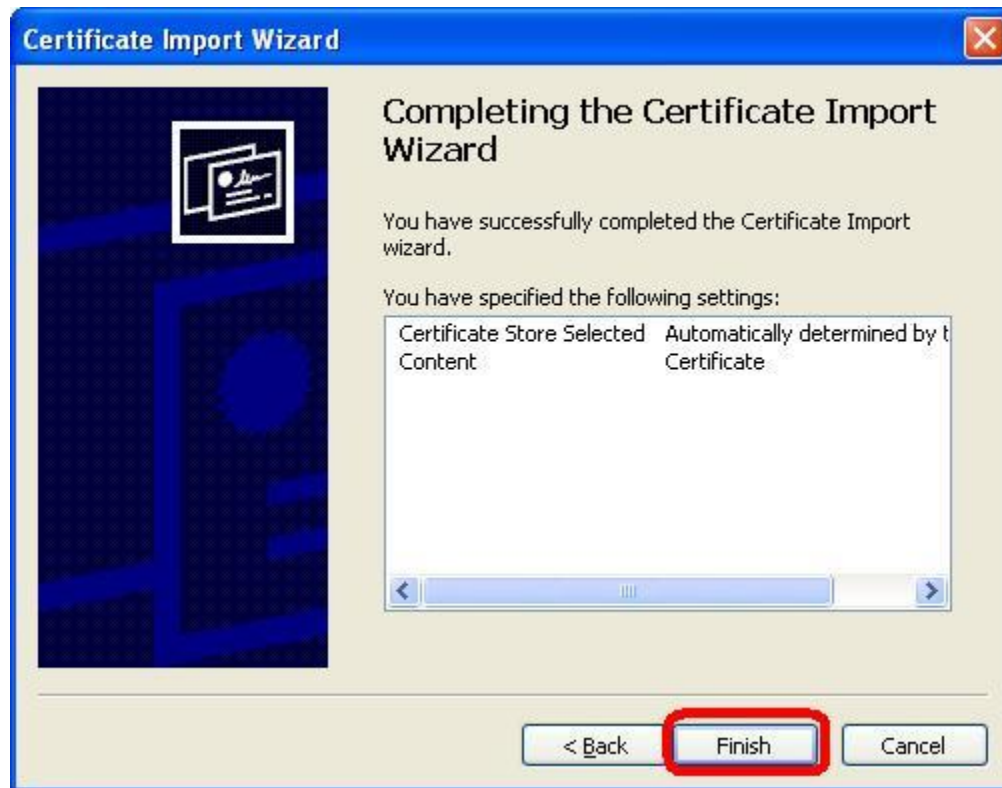 Certificate Import Wizard
Completing the Certificate Import
Wizard
You have successfully completed the Certificate Import
wizard.
You have specified the following settings:
Certificate Store Selected Automatically determined by t
Content Certificate
< Back Finish Cancel